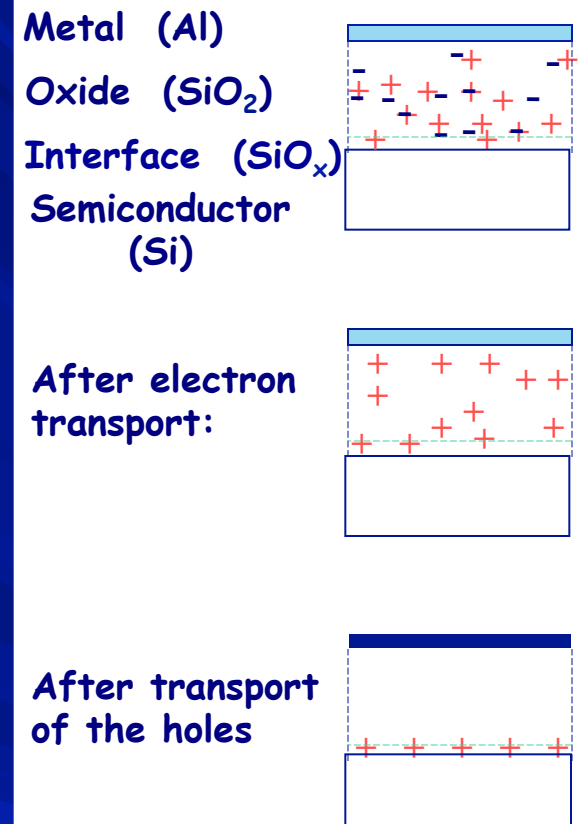 Metal (Al)
Oxide (SiO₂)
Interface (SiOₓ)
Semiconductor
(Si)
After electron
transport:
After transport
of the holes